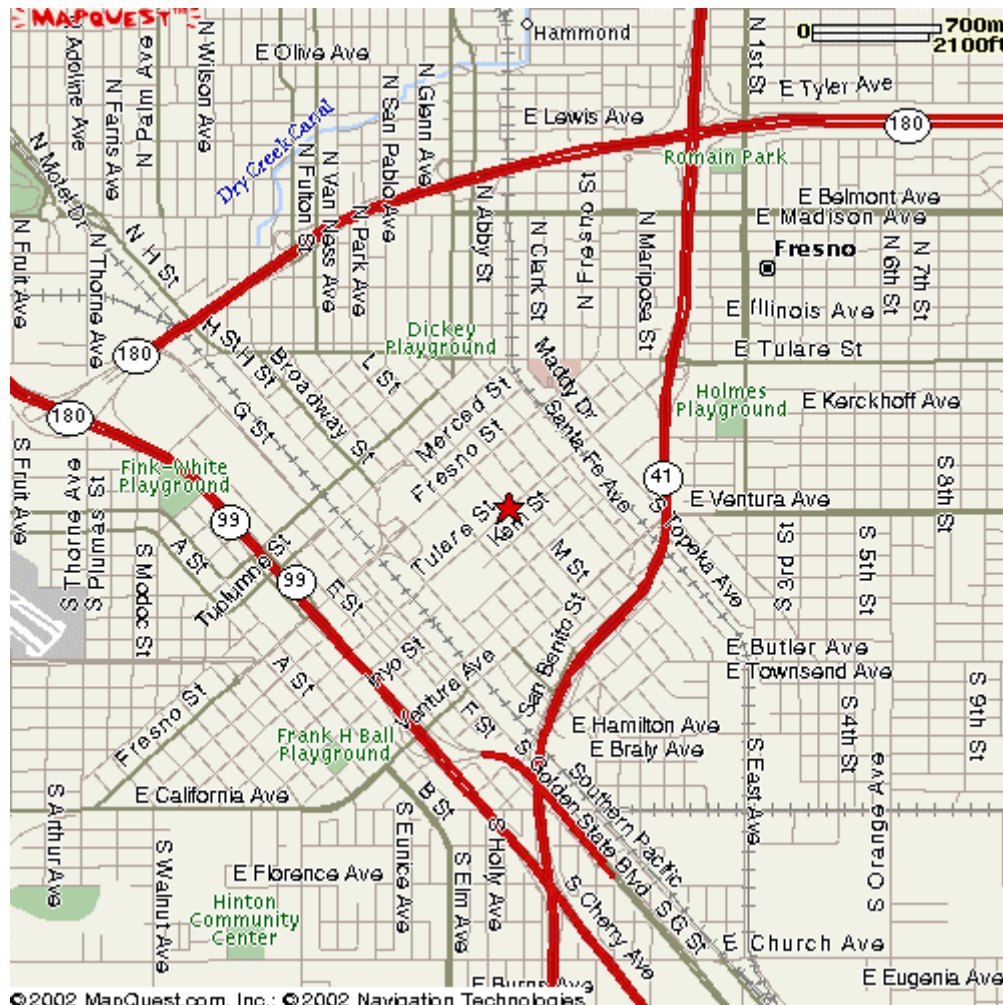 MAPQUEST™
Hammond
0 700m
2100ft
N Adoline Ave
N Farris Ave
N Palm Ave
N Wilson Ave
E Olive Ave
N San Pablo Ave
N Glenn Ave
N 1st St
E Tyler Ave
E Lewis Ave
180
Romain Park
Dry Creek Canal
N Motel Dr
N Fulton St
N Van Ness Ave
N Park Ave
N Abby St
N Clark St
N Fresno St
N Mariposa St
E Belmont Ave
E Madison Ave
Fresno
N 6th St
N 7th St
N Fruit Ave
N Thorne Ave
N H St
E Illinois Ave
E Tulare St
180
H St
H St
Broadway St
L St
Dickey
Playground
Maddy Dr
Santa Fe Ave
Holmes
Playground
E Kerckhoff Ave
180
G St
Merced St
Fresno St
Fink-White
Playground
S Fruit Ave
S Thorne Ave
S Plumas St
99
Tulare St
Kern St
41
E Ventura Ave
S 8th St
S Topeka Ave
A St
S Modoc St
Tuolumne St
99
E St
M St
S 3rd St
S 5th St
San Benito St
E Butler Ave
E Townsend Ave
Inyo St
Ventura Ave
F St
A St
Fresno St
S 4th St
S 9th St
E Hamilton Ave
E Braly Ave
Frank H Ball
Playground
S East Ave
S Orange Ave
S Golden State Blvd
Southern Pacific
E California Ave
B St
S Arthur Ave
S Walnut Ave
S Eunice Ave
S Elm Ave
S Holly Ave
E Florence Ave
Hinton
Community
Center
S Cherry Ave
S G St
E Church Ave
E Eugenia Ave
E Burns Ave
©2002 MapQuest.com, Inc.; ©2002 Navigation Technologies